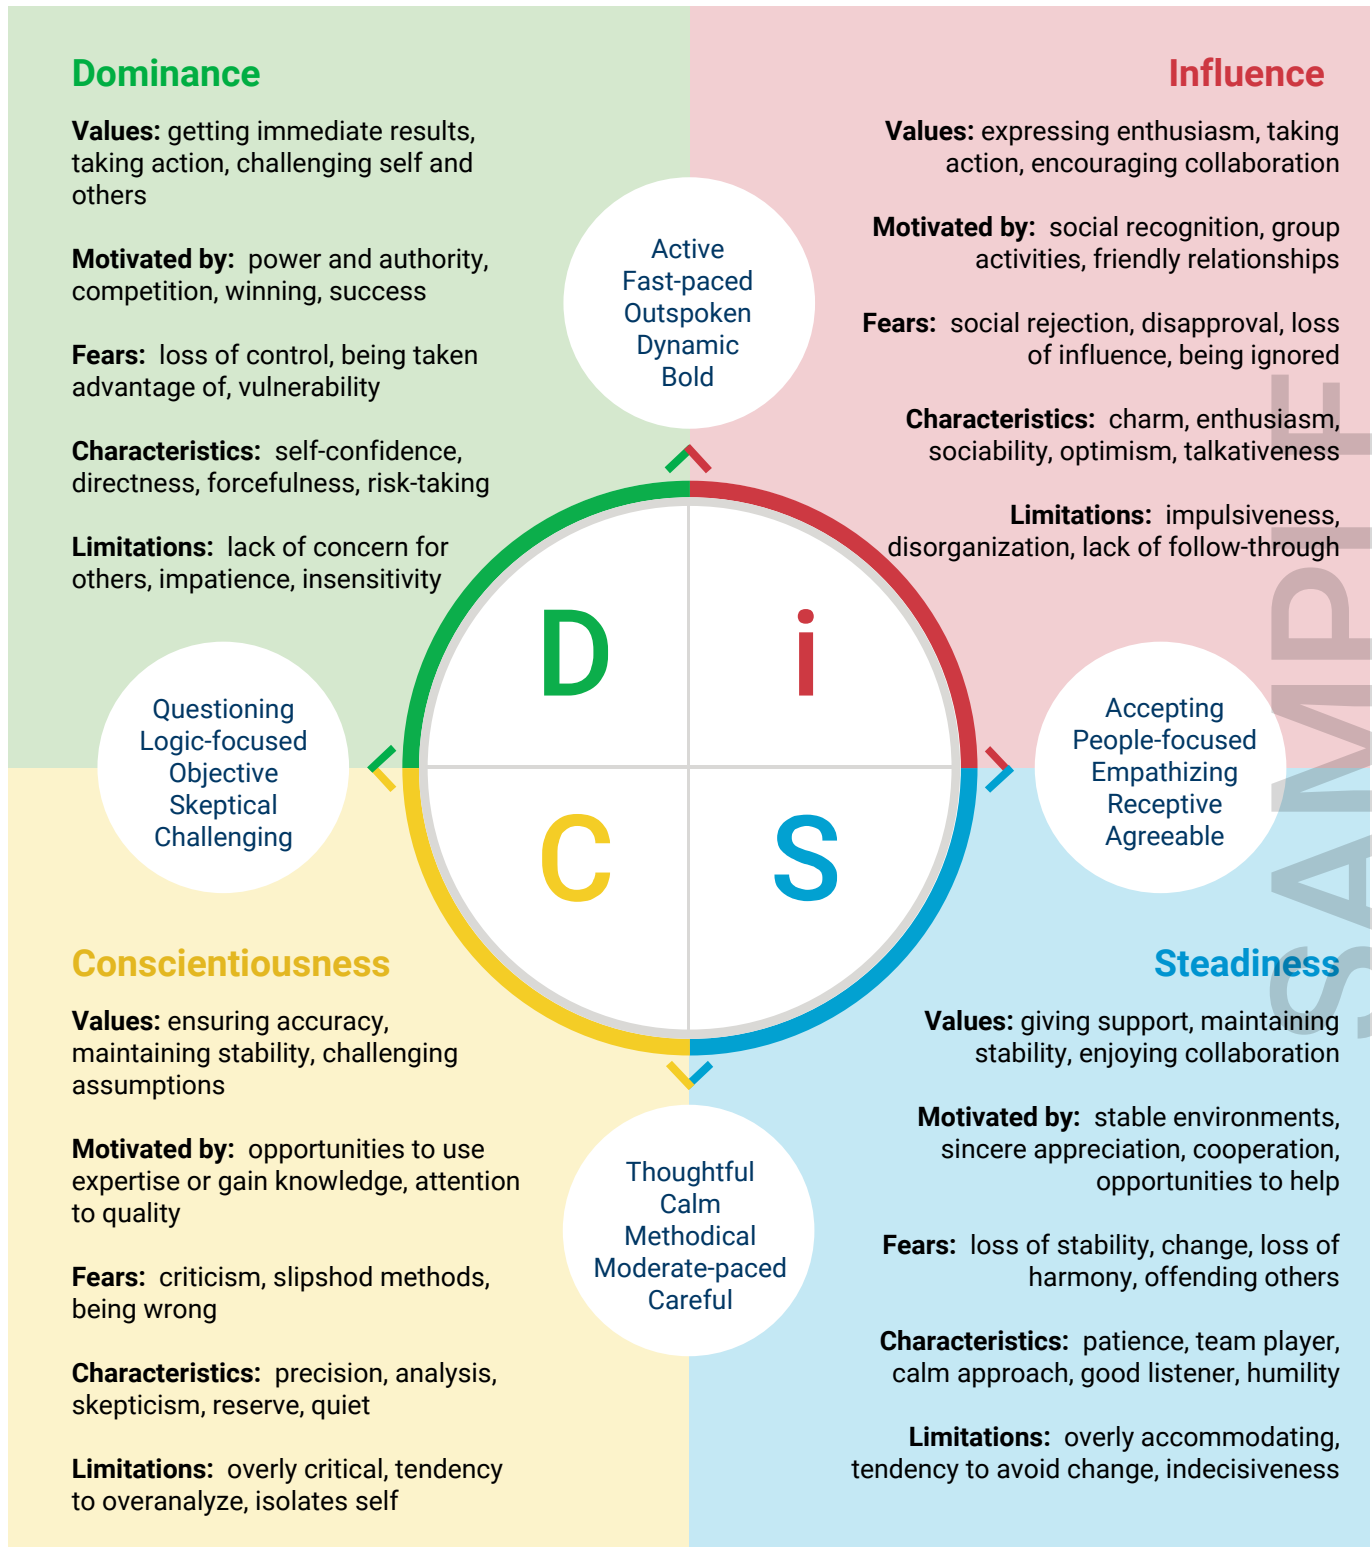 Dominance
Values: getting immediate results,
taking action, challenging self and
others
Motivated by: power and authority,
competition, winning, success
Fears: loss of control, being taken
advantage of, vulnerability
Characteristics: self-confidence,
directness, forcefulness, risk-taking
Limitations: lack of concern for
others, impatience, insensitivity
Active
Fast-paced
Outspoken
Dynamic
Bold
Influence
Values: expressing enthusiasm, taking
action, encouraging collaboration
Motivated by: social recognition, group
activities, friendly relationships
Fears: social rejection, disapproval, loss
of influence, being ignored
Characteristics: charm, enthusiasm,
sociability, optimism, talkativeness
Limitations: impulsiveness,
disorganization, lack of follow-through
Questioning
Logic-focused
Objective
Skeptical
Challenging
D
i
C
S
Accepting
People-focused
Empathizing
Receptive
Agreeable
SAMPLE
Conscientiousness
Values: ensuring accuracy,
maintaining stability, challenging
assumptions
Motivated by: opportunities to use
expertise or gain knowledge, attention
to quality
Fears: criticism, slipshod methods,
being wrong
Characteristics: precision, analysis,
skepticism, reserve, quiet
Limitations: overly critical, tendency
to overanalyze, isolates self
Thoughtful
Calm
Methodical
Moderate-paced
Careful
Steadiness
Values: giving support, maintaining
stability, enjoying collaboration
Motivated by: stable environments,
sincere appreciation, cooperation,
opportunities to help
Fears: loss of stability, change, loss of
harmony, offending others
Characteristics: patience, team player,
calm approach, good listener, humility
Limitations: overly accommodating,
tendency to avoid change, indecisiveness